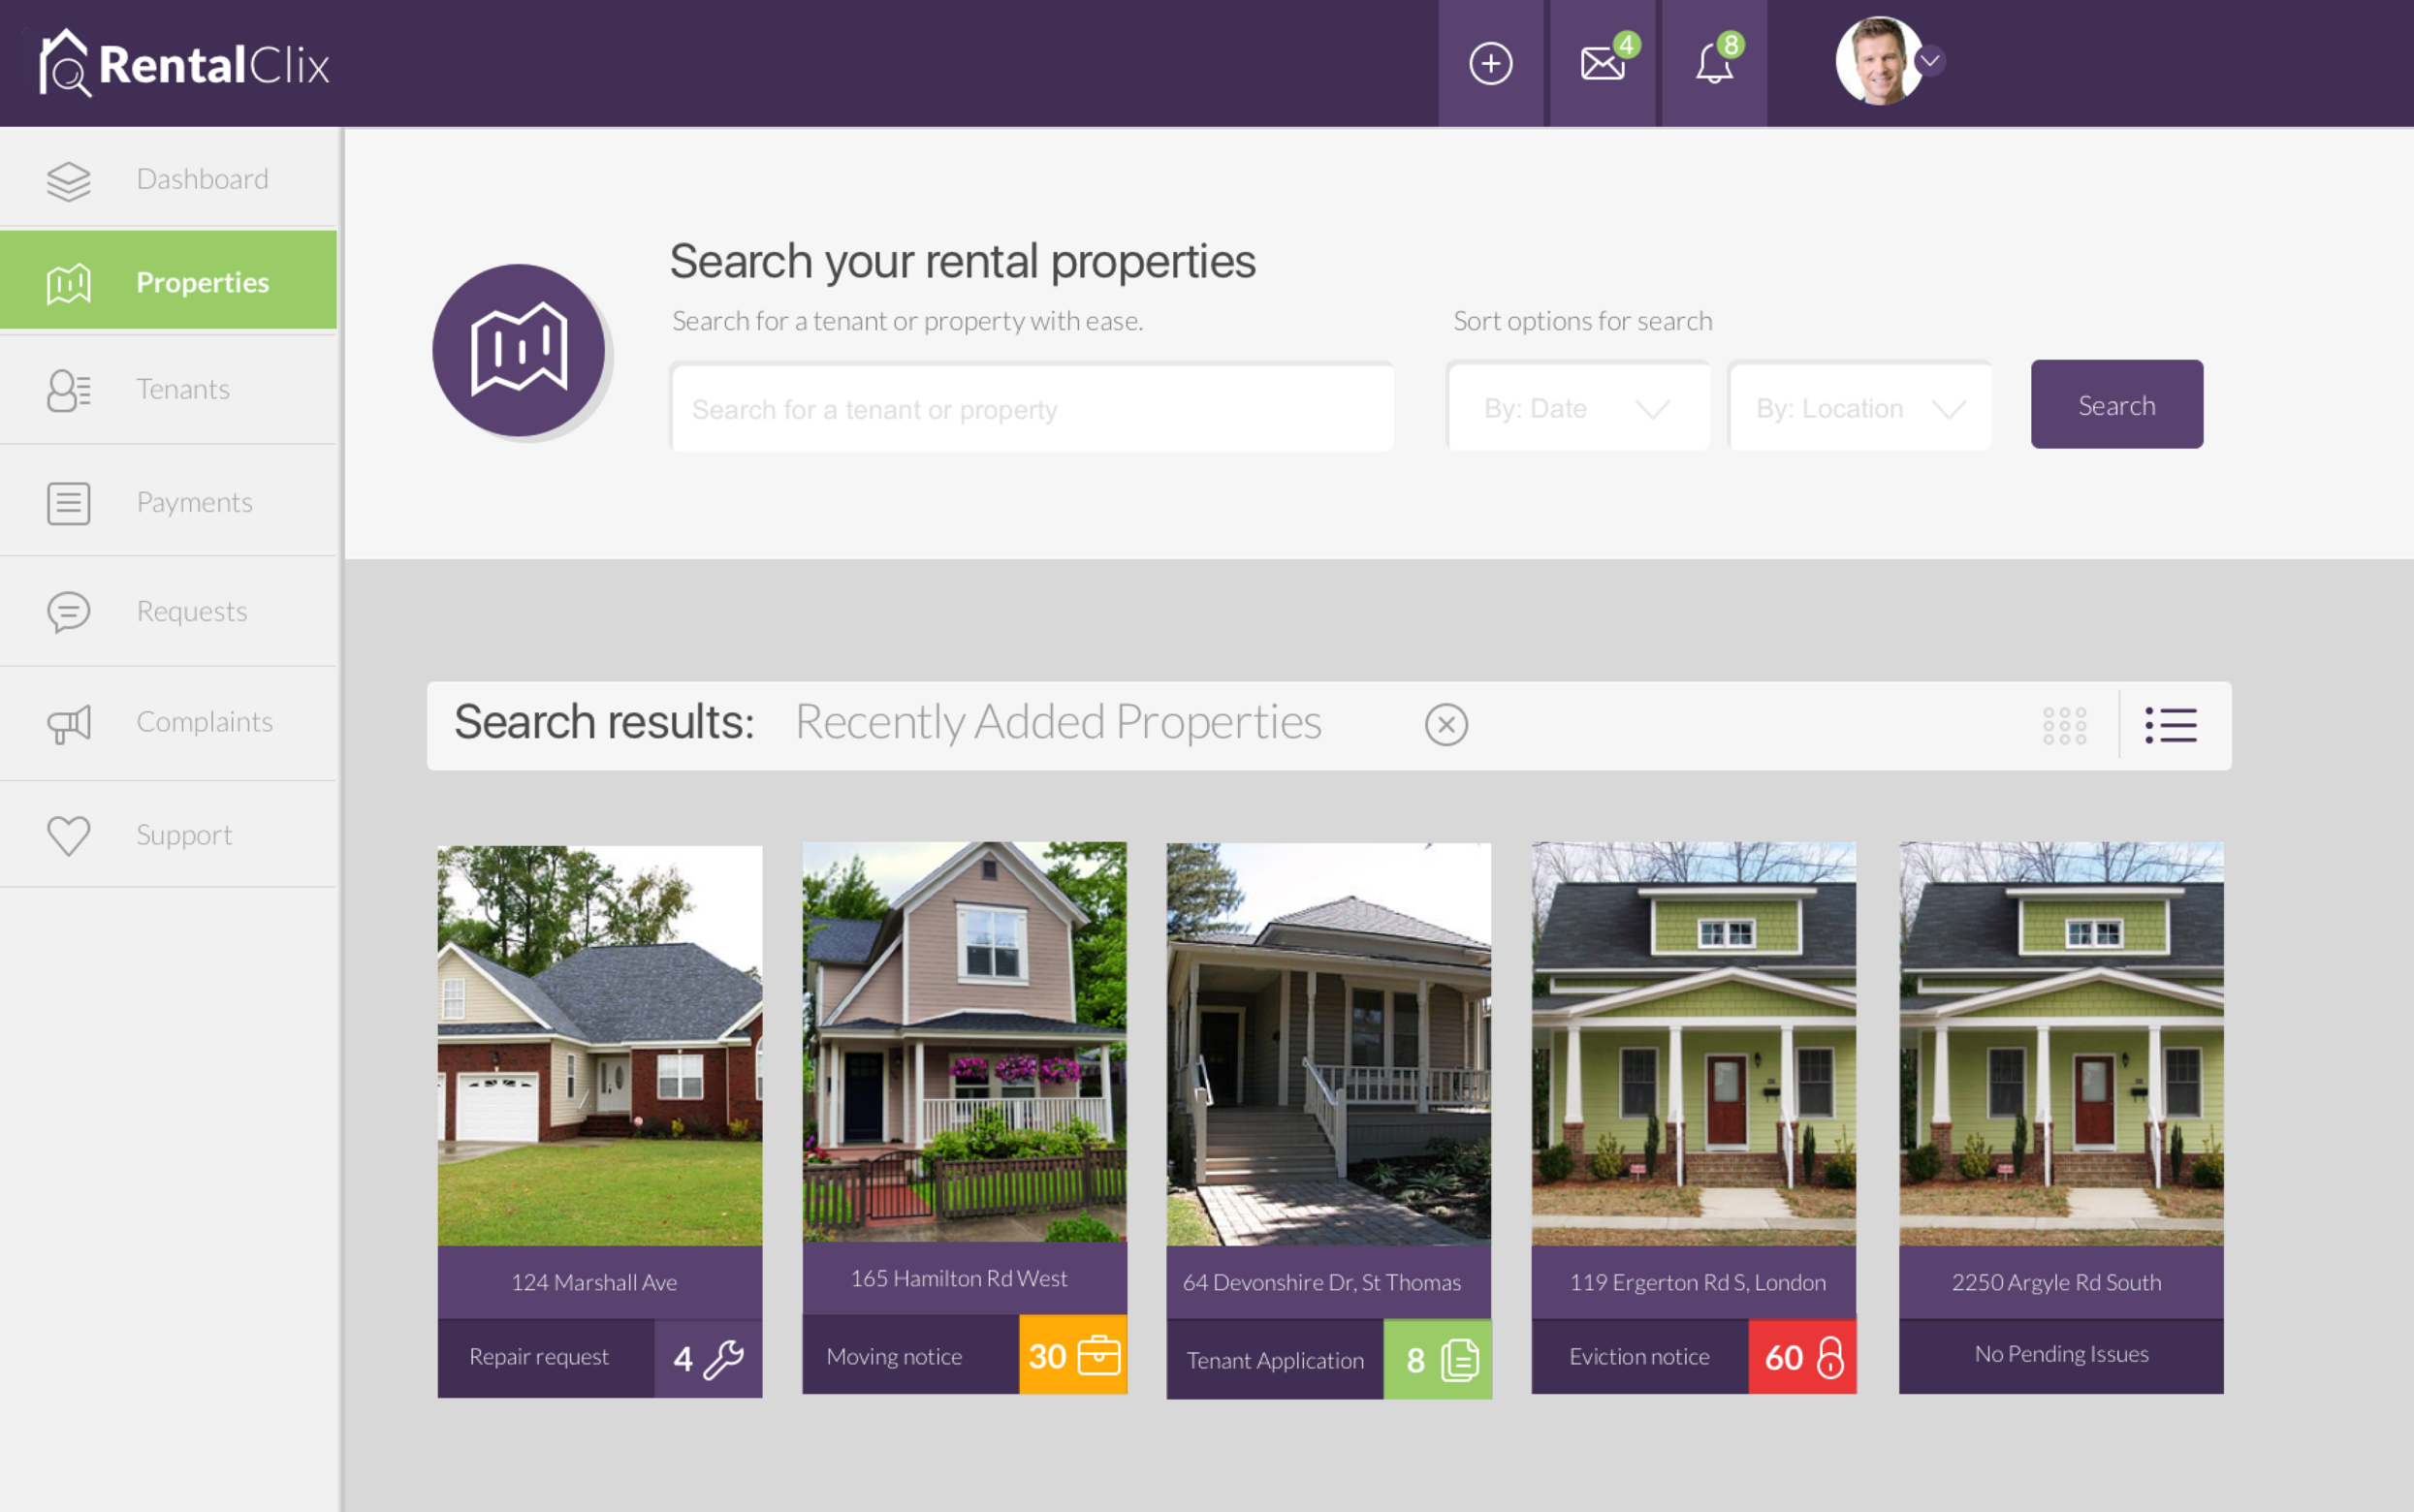 RentalClix
4
8
Dashboard
Properties
Tenants
Payments
Requests
Complaints
Support
Search your rental properties
Search for a tenant or property with ease.
Sort options for search
Search for a tenant or property
By: Date
By: Location
Search
Search results: Recently Added Properties
124 Marshall Ave
Repair request 4
165 Hamilton Rd West
Moving notice 30
64 Devonshire Dr, St Thomas
Tenant Application 8
119 Ergerton Rd S, London
Eviction notice 60
2250 Argyle Rd South
No Pending Issues